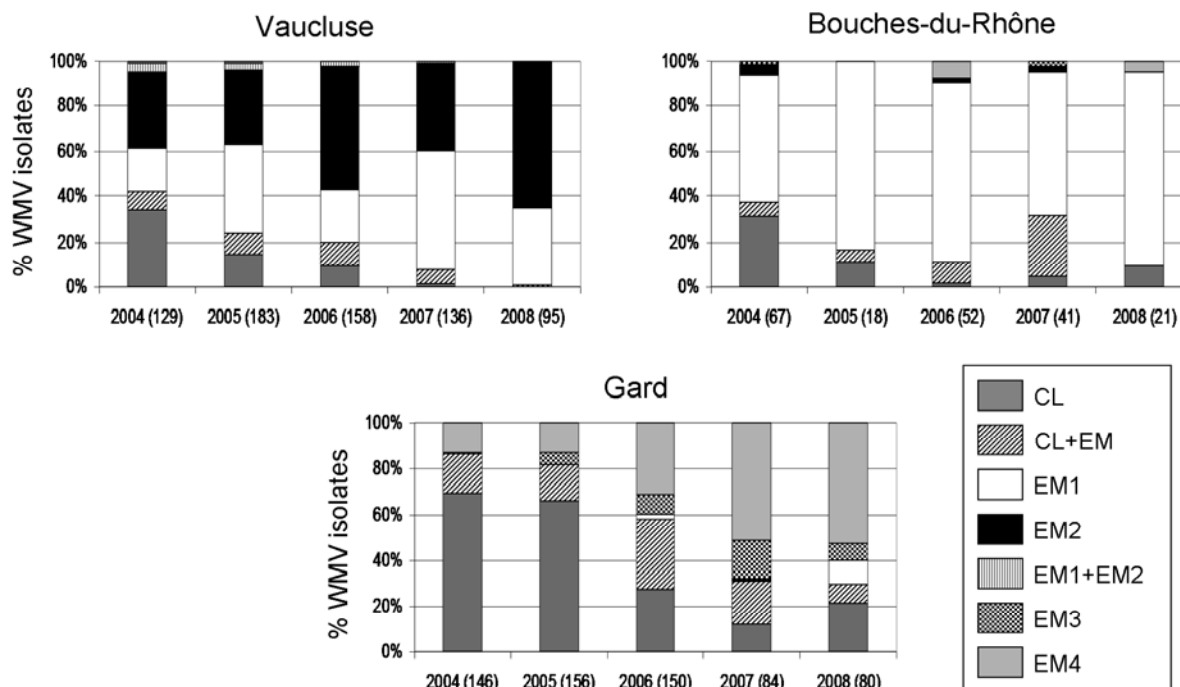 Vaucluse
% WMV isolates
100%
80%
60%
40%
20%
0%
2004 (129) 2005 (183) 2006 (158) 2007 (136) 2008 (95)
Bouches-du-Rhône
100%
80%
60%
40%
20%
0%
2004 (67) 2005 (18) 2006 (52) 2007 (41) 2008 (21)
Gard
% WMV isolates
100%
80%
60%
40%
20%
0%
2004 (146) 2005 (156) 2006 (150) 2007 (84) 2008 (80)
CL
CL+EM
EM1
EM2
EM1+EM2
EM3
EM4